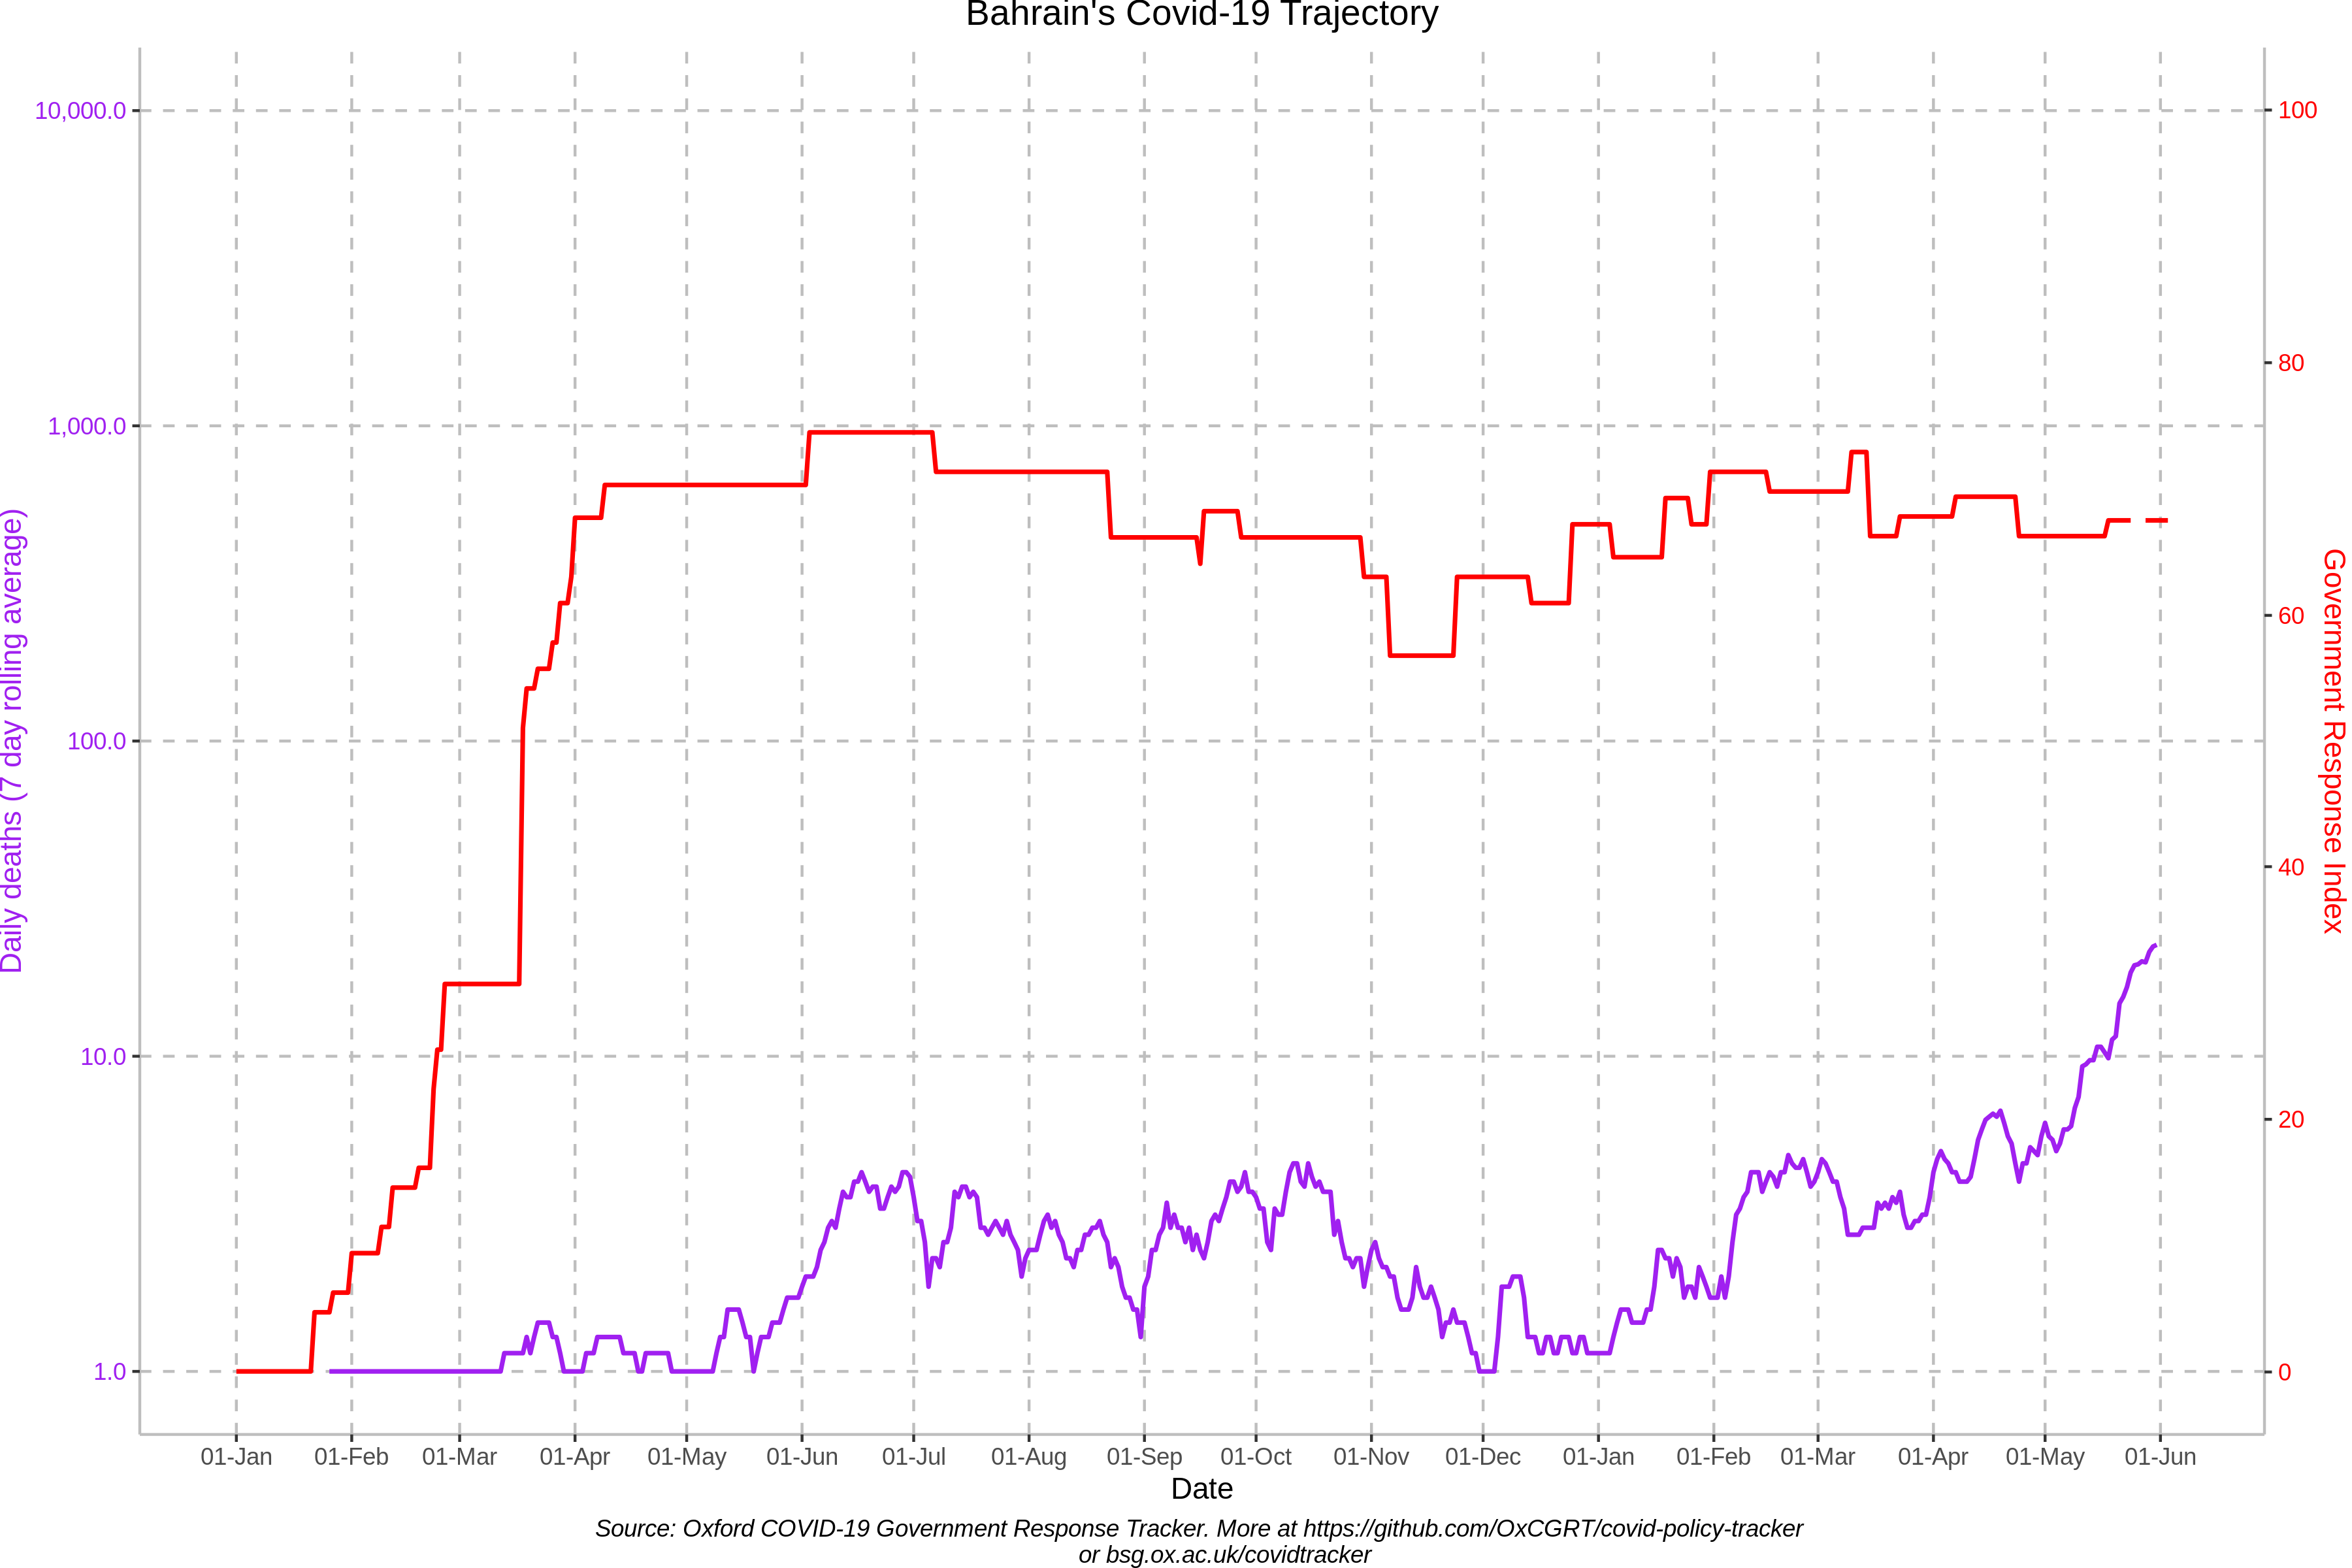 Bahrain's Covid-19 Trajectory
10,000.0
1,000.0
100.0
10.0
1.0
Daily deaths (7 day rolling average)
100
80
60
40
20
0
Government Response Index
01-Jan 01-Feb 01-Mar 01-Apr 01-May 01-Jun 01-Jul 01-Aug 01-Sep 01-Oct 01-Nov 01-Dec 01-Jan 01-Feb 01-Mar 01-Apr 01-May 01-Jun
Date
Source: Oxford COVID-19 Government Response Tracker. More at https://github.com/OxCGRT/covid-policy-tracker
or bsg.ox.ac.uk/covidtracker